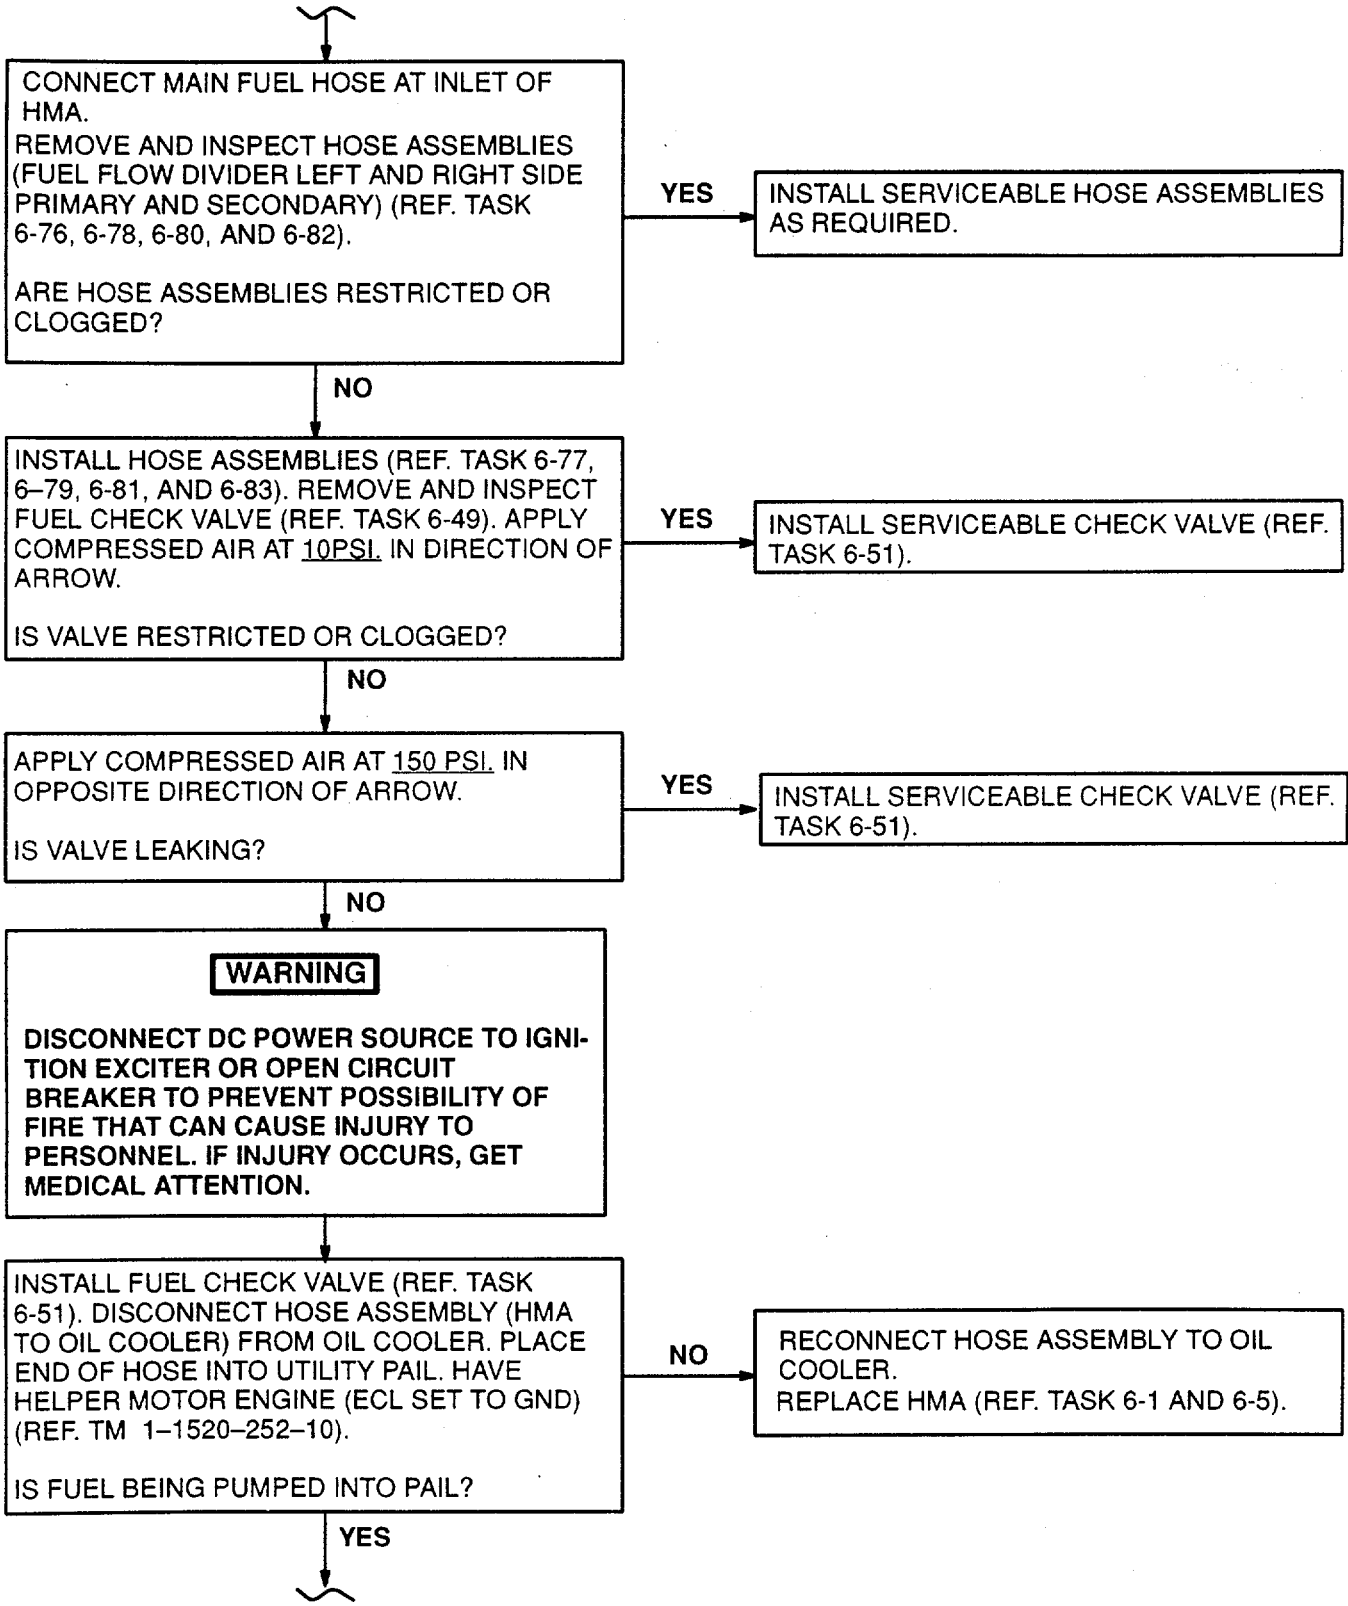 CONNECT MAIN FUEL HOSE AT INLET OF
HMA.
REMOVE AND INSPECT HOSE ASSEMBLIES
(FUEL FLOW DIVIDER LEFT AND RIGHT SIDE
PRIMARY AND SECONDARY) (REF. TASK
6-76, 6-78, 6-80, AND 6-82).
ARE HOSE ASSEMBLIES RESTRICTED OR
CLOGGED?
YES
INSTALL SERVICEABLE HOSE ASSEMBLIES
AS REQUIRED.
NO
INSTALL HOSE ASSEMBLIES (REF. TASK 6-77,
6–79, 6-81, AND 6-83). REMOVE AND INSPECT
FUEL CHECK VALVE (REF. TASK 6-49). APPLY
COMPRESSED AIR AT 10PSI. IN DIRECTION OF
ARROW.
IS VALVE RESTRICTED OR CLOGGED?
YES
INSTALL SERVICEABLE CHECK VALVE (REF.
TASK 6-51).
NO
APPLY COMPRESSED AIR AT 150 PSI. IN
OPPOSITE DIRECTION OF ARROW.
IS VALVE LEAKING?
YES
INSTALL SERVICEABLE CHECK VALVE (REF.
TASK 6-51).
NO
WARNING
DISCONNECT DC POWER SOURCE TO IGNI-
TION EXCITER OR OPEN CIRCUIT
BREAKER TO PREVENT POSSIBILITY OF
FIRE THAT CAN CAUSE INJURY TO
PERSONNEL. IF INJURY OCCURS, GET
MEDICAL ATTENTION.
INSTALL FUEL CHECK VALVE (REF. TASK
6-51). DISCONNECT HOSE ASSEMBLY (HMA
TO OIL COOLER) FROM OIL COOLER. PLACE
END OF HOSE INTO UTILITY PAIL. HAVE
HELPER MOTOR ENGINE (ECL SET TO GND)
(REF. TM 1–1520–252–10).
IS FUEL BEING PUMPED INTO PAIL?
NO
RECONNECT HOSE ASSEMBLY TO OIL
COOLER.
REPLACE HMA (REF. TASK 6-1 AND 6-5).
YES